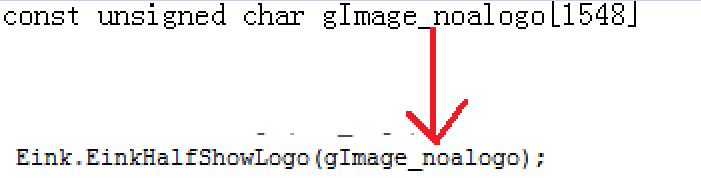 const unsigned char gImage_noalogo[1548]
Eink.EinkHalfShowLogo(gImage_noalogo);